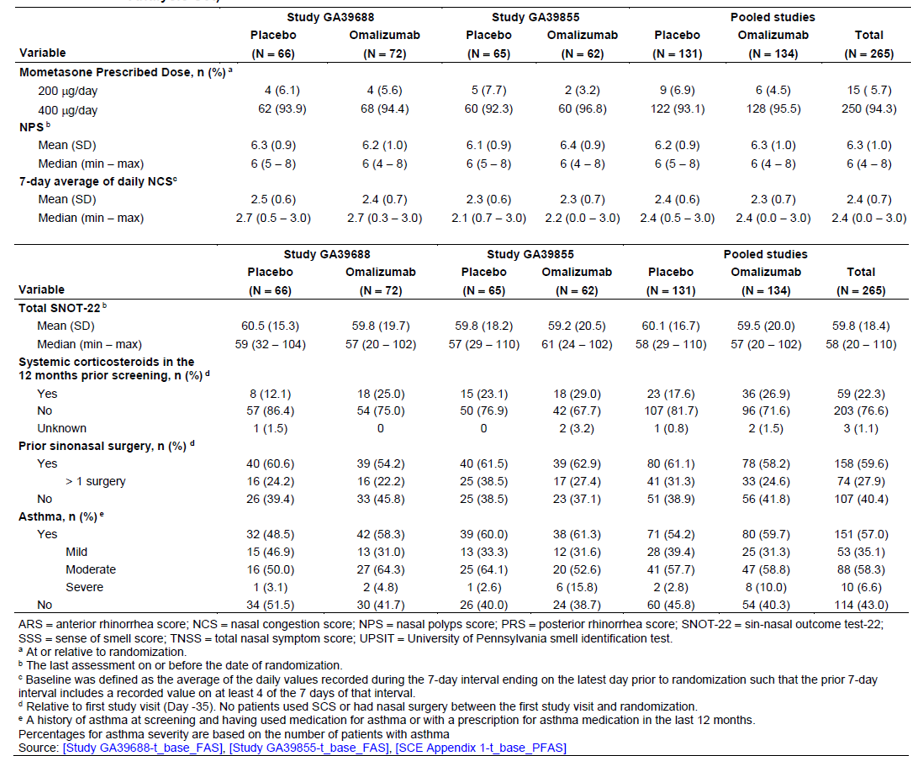 Study GA39688 Study GA39855 Pooled studies
Placebo Omalizumab Placebo Omalizumab Placebo Omalizumab Total
Variable (N = 66) (N = 72) (N = 65) (N = 62) (N = 131) (N = 134) (N = 265)
Mometasone Prescribed Dose, n (%) a
200 µg/day 4 (6.1) 4 (5.6) 5 (7.7) 2 (3.2) 9 (6.9) 6 (4.5) 15 ( 5.7)
400 µg/day 62 (93.9) 68 (94.4) 60 (92.3) 60 (96.8) 122 (93.1) 128 (95.5) 250 (94.3)
NPS b
Mean (SD) 6.3 (0.9) 6.2 (1.0) 6.1 (0.9) 6.4 (0.9) 6.2 (0.9) 6.3 (1.0) 6.3 (1.0)
Median (min – max) 6 (5 – 8) 6 (4 – 8) 6 (5 – 8) 6 (4 – 8) 6 (5 – 8) 6 (4 – 8) 6 (4 – 8)
7-day average of daily NCSc
Mean (SD) 2.5 (0.6) 2.4 (0.7) 2.3 (0.6) 2.3 (0.7) 2.4 (0.6) 2.3 (0.7) 2.4 (0.7)
Median (min – max) 2.7 (0.5 – 3.0) 2.7 (0.3 – 3.0) 2.1 (0.7 – 3.0) 2.2 (0.0 – 3.0) 2.4 (0.5 – 3.0) 2.4 (0.0 – 3.0) 2.4 (0.0 – 3.0)
Study GA39688 Study GA39855 Pooled studies
Placebo Omalizumab Placebo Omalizumab Placebo Omalizumab Total
Variable (N = 66) (N = 72) (N = 65) (N = 62) (N = 131) (N = 134) (N = 265)
Total SNOT-22 b
Mean (SD) 60.5 (15.3) 59.8 (19.7) 59.8 (18.2) 59.2 (20.5) 60.1 (16.7) 59.5 (20.0) 59.8 (18.4)
Median (min – max) 59 (32 – 104) 57 (20 – 102) 57 (29 – 110) 61 (24 – 102) 58 (29 – 110) 57 (20 – 102) 58 (20 – 110)
Systemic corticosteroids in the
12 months prior screening, n (%) d
Yes 8 (12.1) 18 (25.0) 15 (23.1) 18 (29.0) 23 (17.6) 36 (26.9) 59 (22.3)
No 57 (86.4) 54 (75.0) 50 (76.9) 42 (67.7) 107 (81.7) 96 (71.6) 203 (76.6)
Unknown 1 (1.5) 0 0 2 (3.2) 1 (0.8) 2 (1.5) 3 (1.1)
Prior sinonasal surgery, n (%) d
Yes 40 (60.6) 39 (54.2) 40 (61.5) 39 (62.9) 80 (61.1) 78 (58.2) 158 (59.6)
> 1 surgery 16 (24.2) 16 (22.2) 25 (38.5) 17 (27.4) 41 (31.3) 33 (24.6) 74 (27.9)
No 26 (39.4) 33 (45.8) 25 (38.5) 23 (37.1) 51 (38.9) 56 (41.8) 107 (40.4)
Asthma, n (%) e
Yes 32 (48.5) 42 (58.3) 39 (60.0) 38 (61.3) 71 (54.2) 80 (59.7) 151 (57.0)
Mild 15 (46.9) 13 (31.0) 13 (33.3) 12 (31.6) 28 (39.4) 25 (31.3) 53 (35.1)
Moderate 16 (50.0) 27 (64.3) 25 (64.1) 20 (52.6) 41 (57.7) 47 (58.8) 88 (58.3)
Severe 1 (3.1) 2 (4.8) 1 (2.6) 6 (15.8) 2 (2.8) 8 (10.0) 10 (6.6)
No 34 (51.5) 30 (41.7) 26 (40.0) 24 (38.7) 60 (45.8) 54 (40.3) 114 (43.0)
ARS = anterior rhinorrhea score; NCS = nasal congestion score; NPS = nasal polyps score; PRS = posterior rhinorrhea score; SNOT-22 = sin-nasal outcome test-22;
SSS = sense of smell score; TNSS = total nasal symptom score; UPSIT = University of Pennsylvania smell identification test.
a At or relative to randomization.
b The last assessment on or before the date of randomization.
c Baseline was defined as the average of the daily values recorded during the 7-day interval ending on the latest day prior to randomization such that the prior 7-day
interval includes a recorded value on at least 4 of the 7 days of that interval.
d Relative to first study visit (Day -35). No patients used SCS or had nasal surgery between the first study visit and randomization.
e A history of asthma at screening and having used medication for asthma or with a prescription for asthma medication in the last 12 months.
Percentages for asthma severity are based on the number of patients with asthma
Source: [Study GA39688-t_base_FAS], [Study GA39855-t_base_FAS], [SCE Appendix 1-t_base_PFAS]